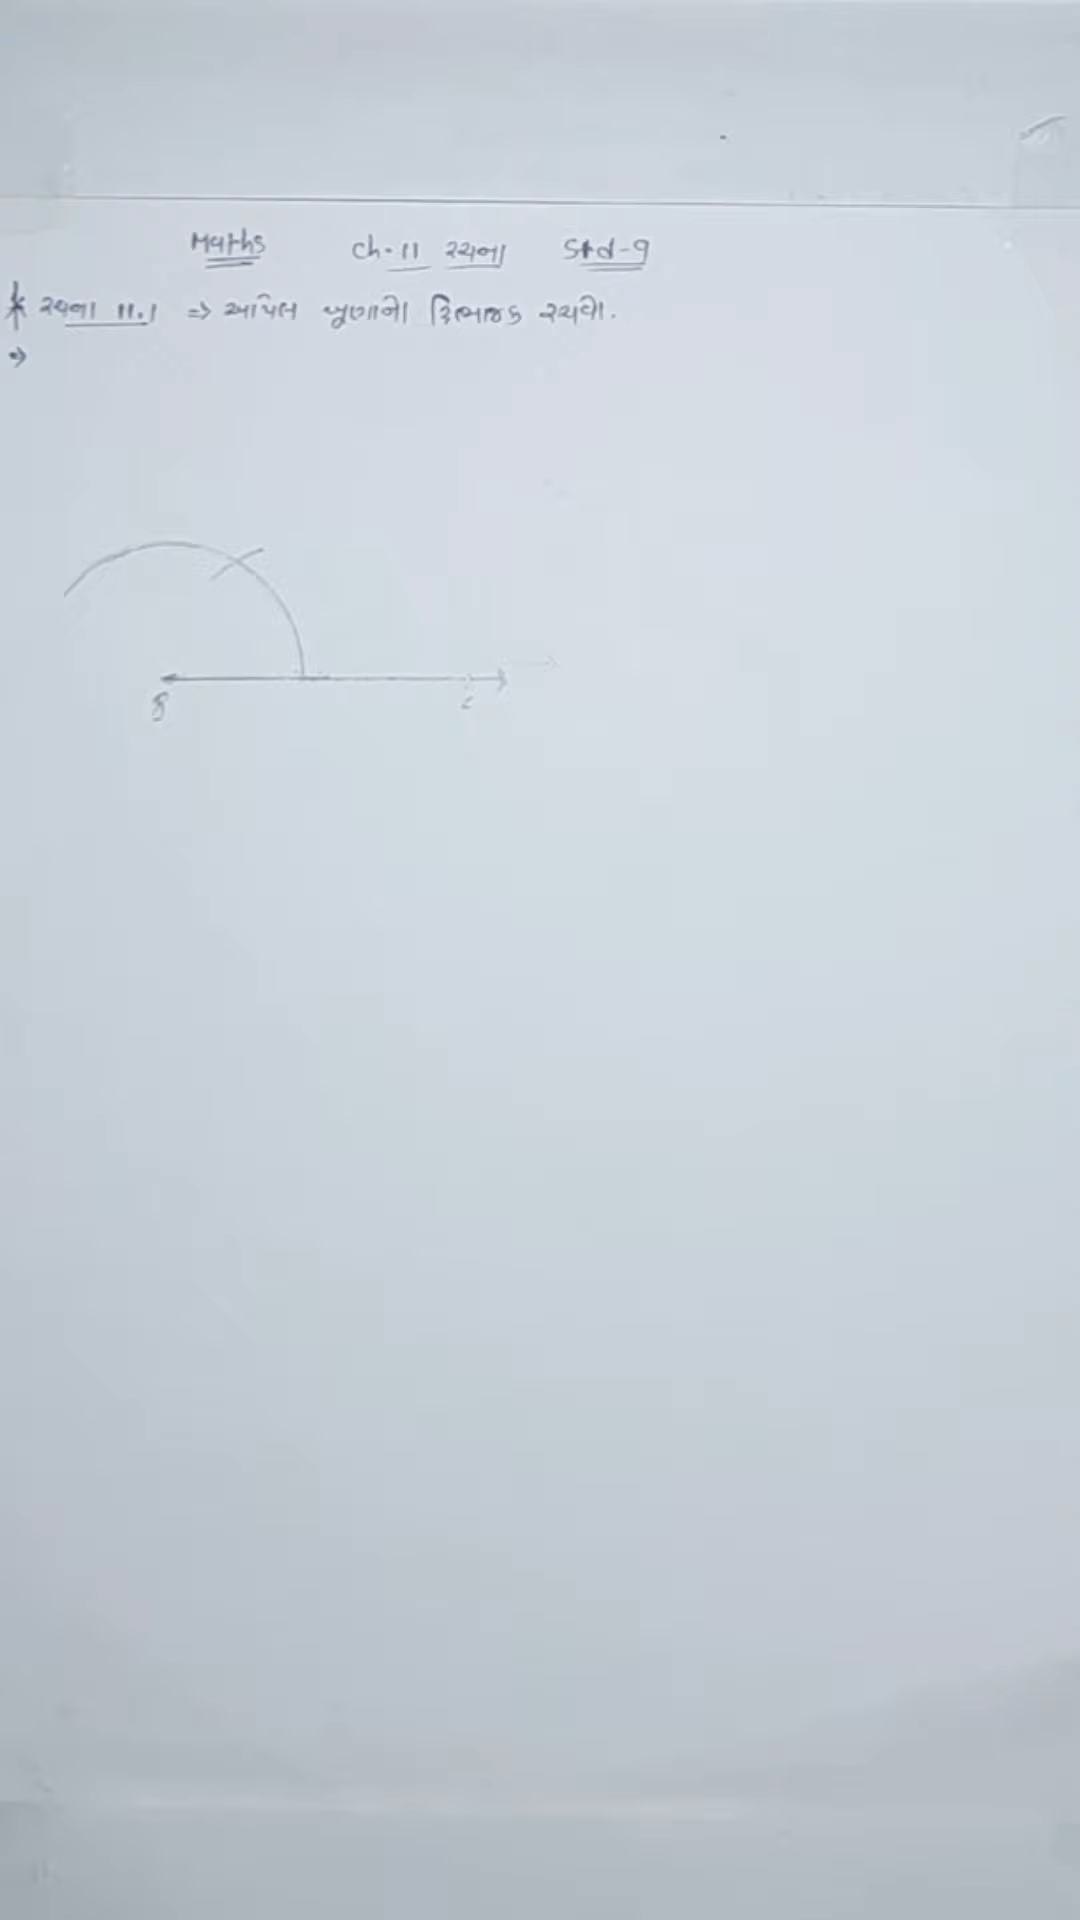 Maths ch-11 રચના Std-9
* રચના 11.1 => આપેલ ખૂણાનો દ્વિભાજક રચવો.
=>
B C